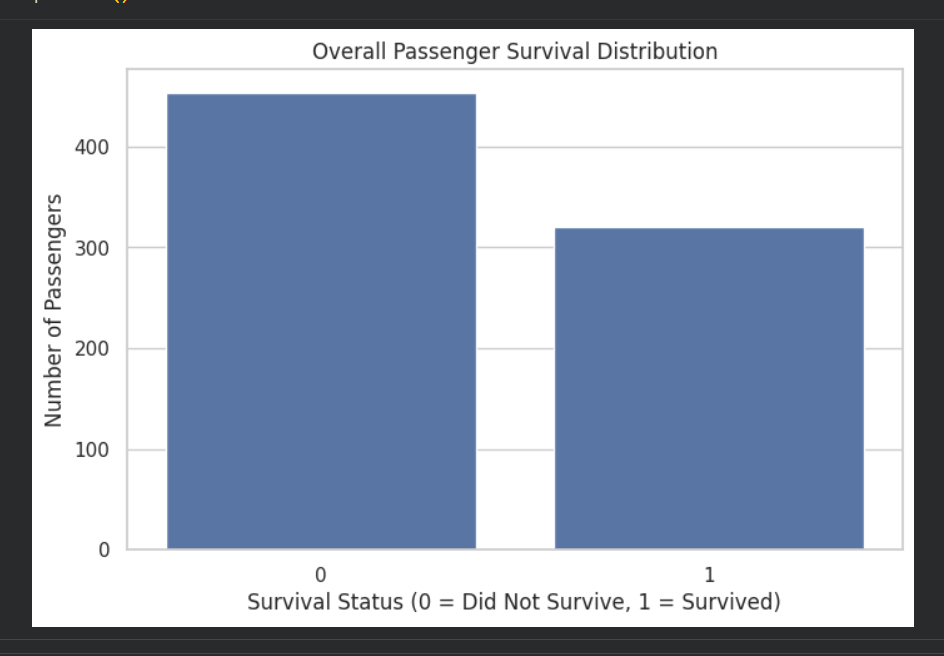 Overall Passenger Survival Distribution
Number of Passengers
400
300
200
100
0
0 1
Survival Status (0 = Did Not Survive, 1 = Survived)